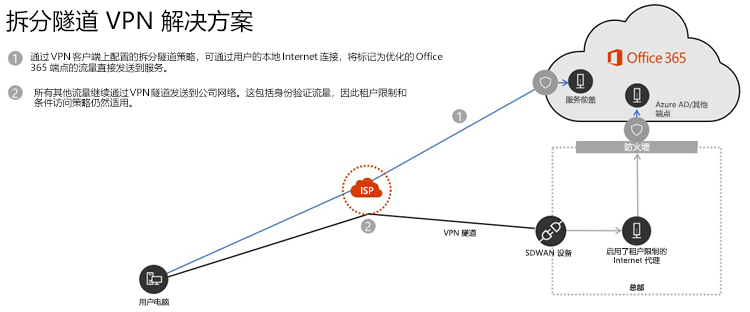 拆分隧道 VPN 解决方案
1 通过 VPN 客户端上配置的拆分隧道策略，可通过用户的本地 Internet 连接，将标记为优化的 Office
365 端点的流量直接发送到服务。
2 所有其他流量继续通过 VPN 隧道发送到公司网络。这包括身份验证流量，因此租户限制和
条件访问策略仍然适用。
Office 365
服务前盖
Azure AD/其他
端点
1
防火墙
ISP
2
VPN 隧道
SDWAN 设备
启用了租户限制的
Internet 代理
总部
用户电脑